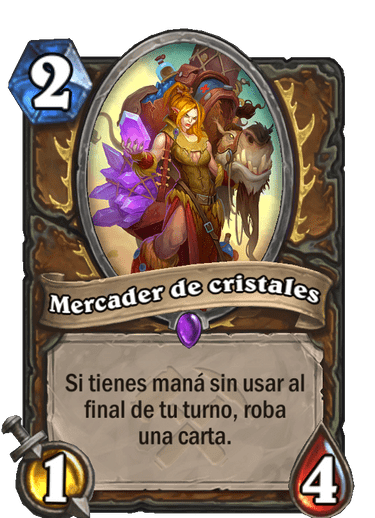 2
Mercader de cristales
Si tienes maná sin usar al
final de tu turno, roba
una carta.
1
4